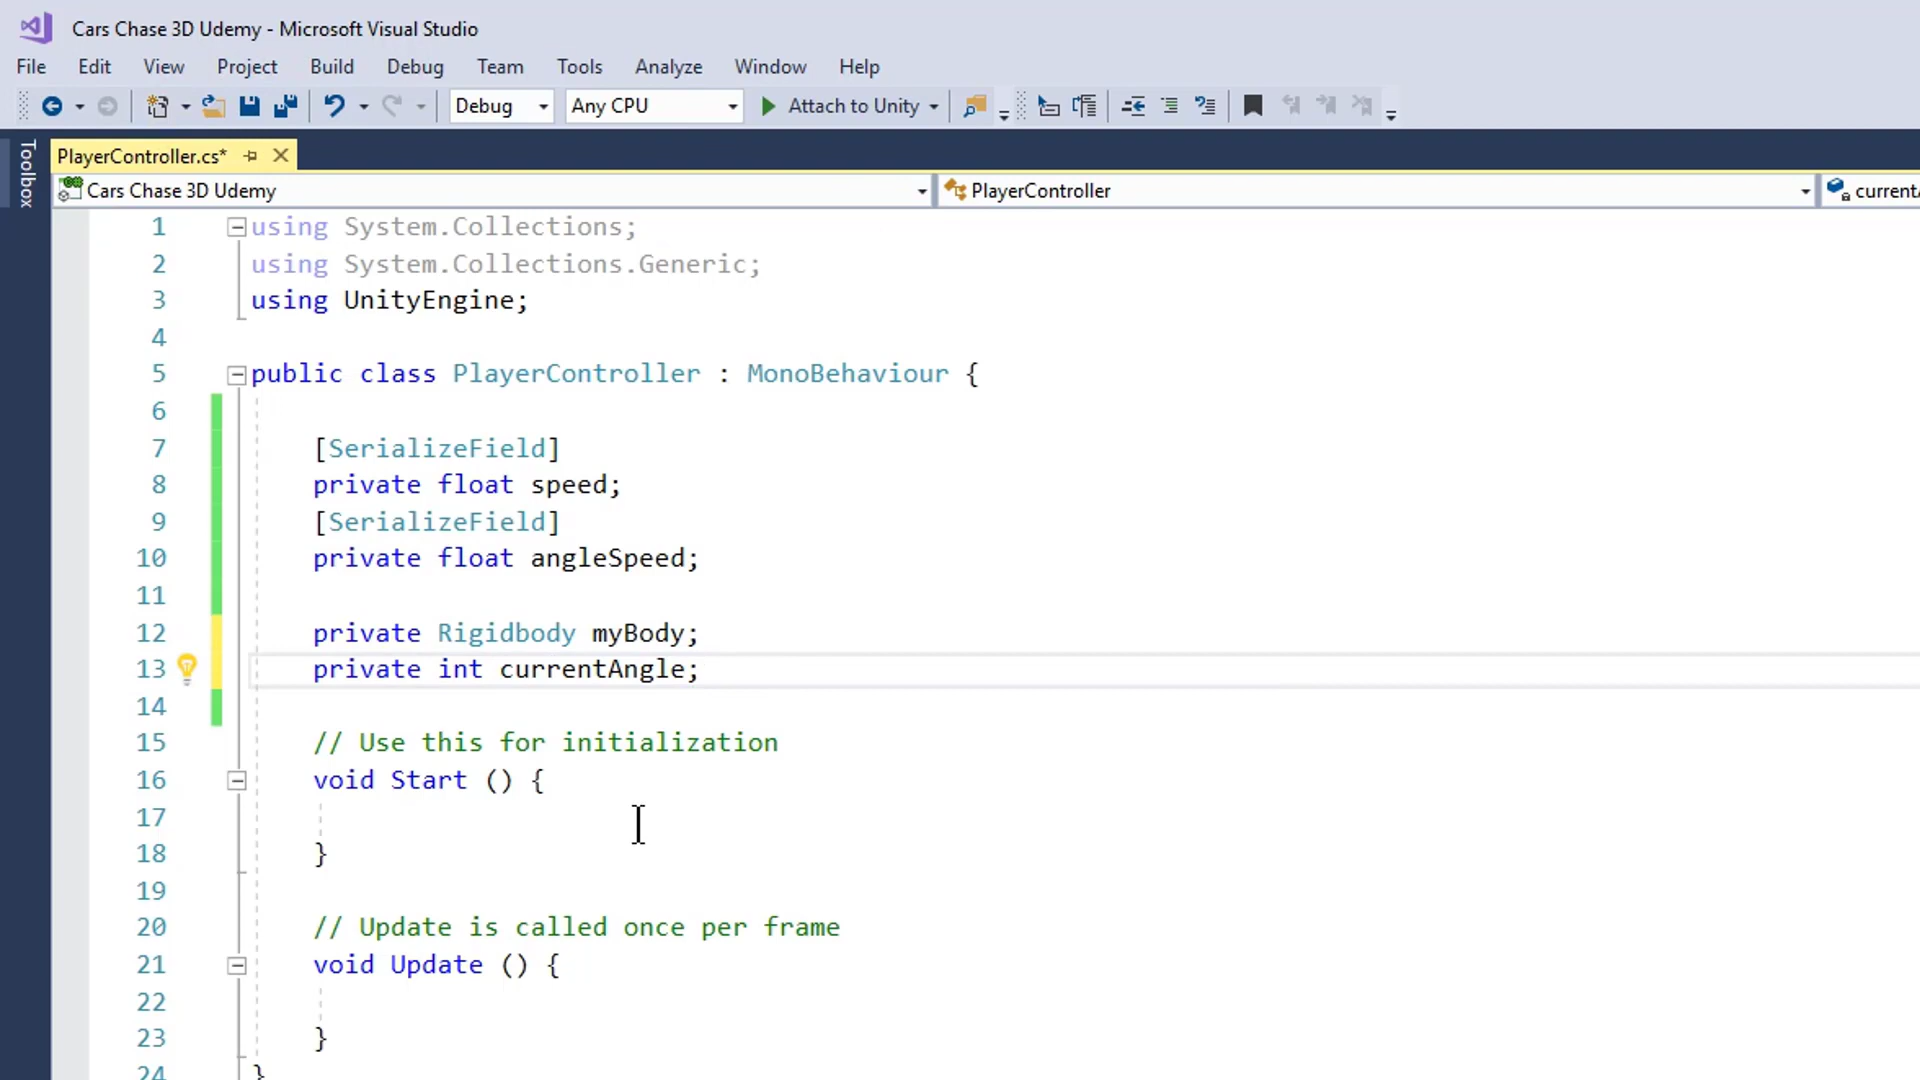 Cars Chase 3D Udemy - Microsoft Visual Studio
File Edit View Project Build Debug Team Tools Analyze Window Help
Debug Any CPU Attach to Unity
Toolbox
PlayerController.cs*
Cars Chase 3D Udemy PlayerController currentA
1 using System.Collections;
2 using System.Collections.Generic;
3 using UnityEngine;
4
5 public class PlayerController : MonoBehaviour {
6
7 [SerializeField]
8 private float speed;
9 [SerializeField]
10 private float angleSpeed;
11
12 private Rigidbody myBody;
13 private int currentAngle;
14
15 // Use this for initialization
16 void Start () {
17
18 }
19
20 // Update is called once per frame
21 void Update () {
22
23 }
24 }